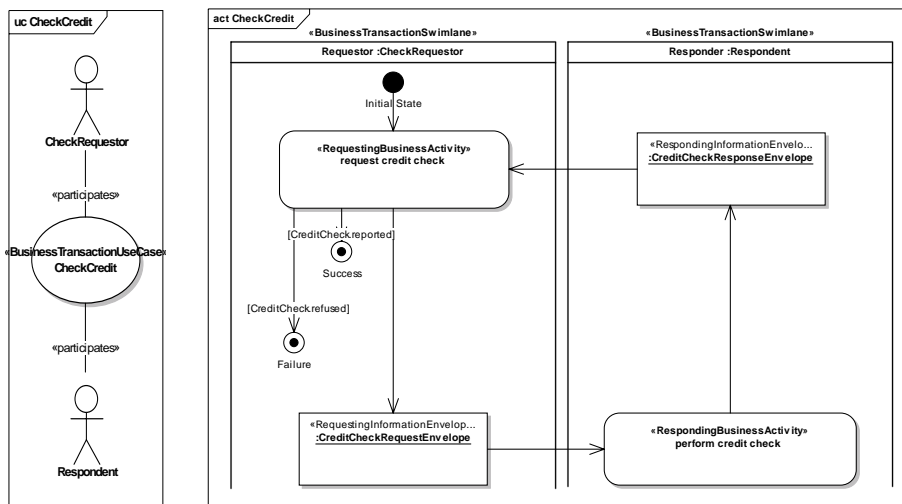 uc CheckCredit
CheckRequestor
«participates»
«BusinessTransactionUseCase»
CheckCredit
«participates»
Respondent
act CheckCredit
«BusinessTransactionSwimlane»
Requestor :CheckRequestor
Initial State
«RequestingBusinessActivity»
request credit check
[CreditCheck.reported]
Success
[CreditCheck.refused]
Failure
«RequestingInformationEnvelop...
:CreditCheckRequestEnvelope
«BusinessTransactionSwimlane»
Responder :Respondent
«RespondingInformationEnvelo...
:CreditCheckResponseEnvelope
«RespondingBusinessActivity»
perform credit check